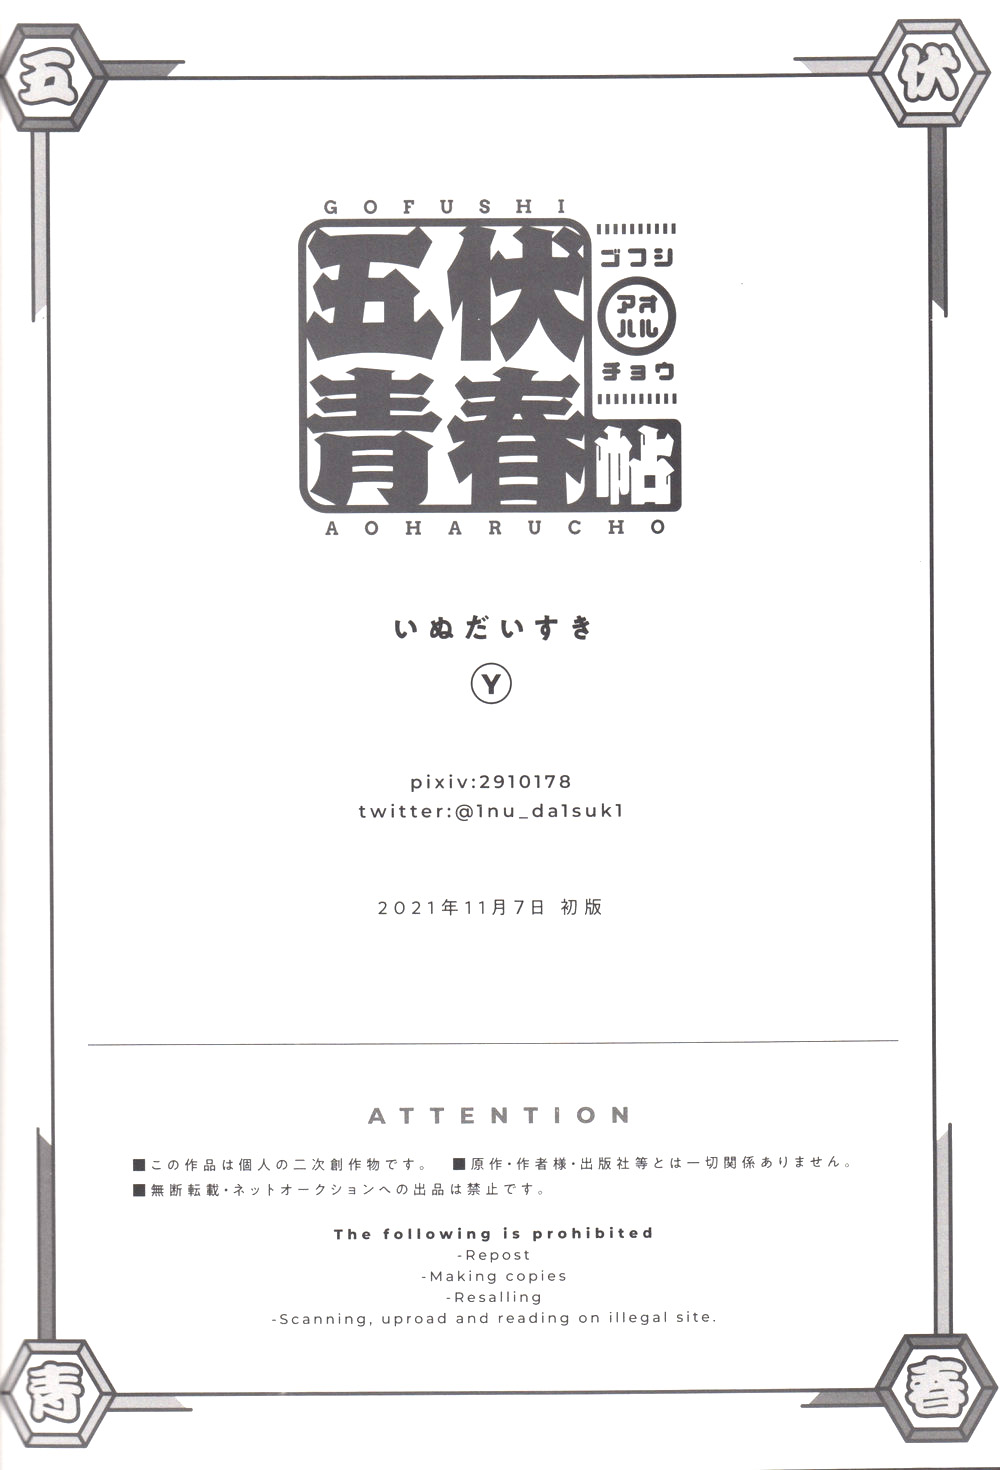 五
伏
GOFUSHI
五伏
ゴフシ
アオ
ハル
チョウ
青春
帖
AOHARUCHO
いぬだいすき
Y
pixiv:2910178
twitter:@1nu_da1suk1
2021年11月7日 初版
ATTENTION
■この作品は個人の二次創作物です。 ■原作・作者様・出版社等とは一切関係ありません。
■無断転載・ネットオークションへの出品は禁止です。
The following is prohibited
-Repost
-Making copies
-Resalling
-Scanning, uproad and reading on illegal site.
青
春